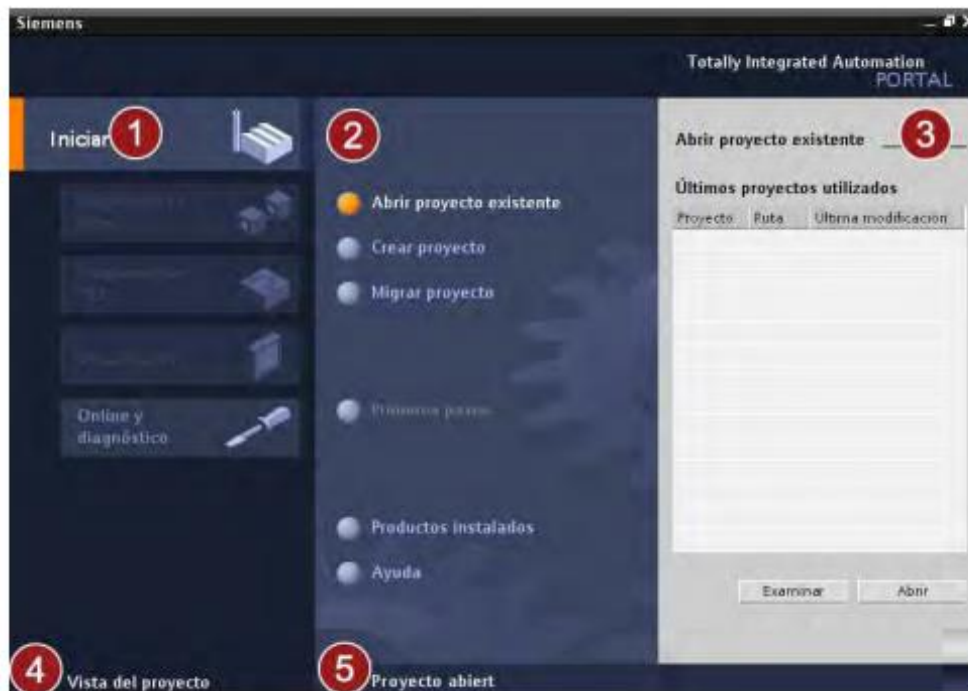 Siemens
Totally Integrated Automation
PORTAL
Iniciar
1
2
3
Abrir proyecto existente
Crear proyecto
Migrar proyecto
Primeros pasos
Productos instalados
Ayuda
Online y
diagnóstico
Abrir proyecto existente
Últimos proyectos utilizados
Proyecto Ruta Última modificación
Examinar Abrir
4
Vista del proyecto
5
Proyecto abiert